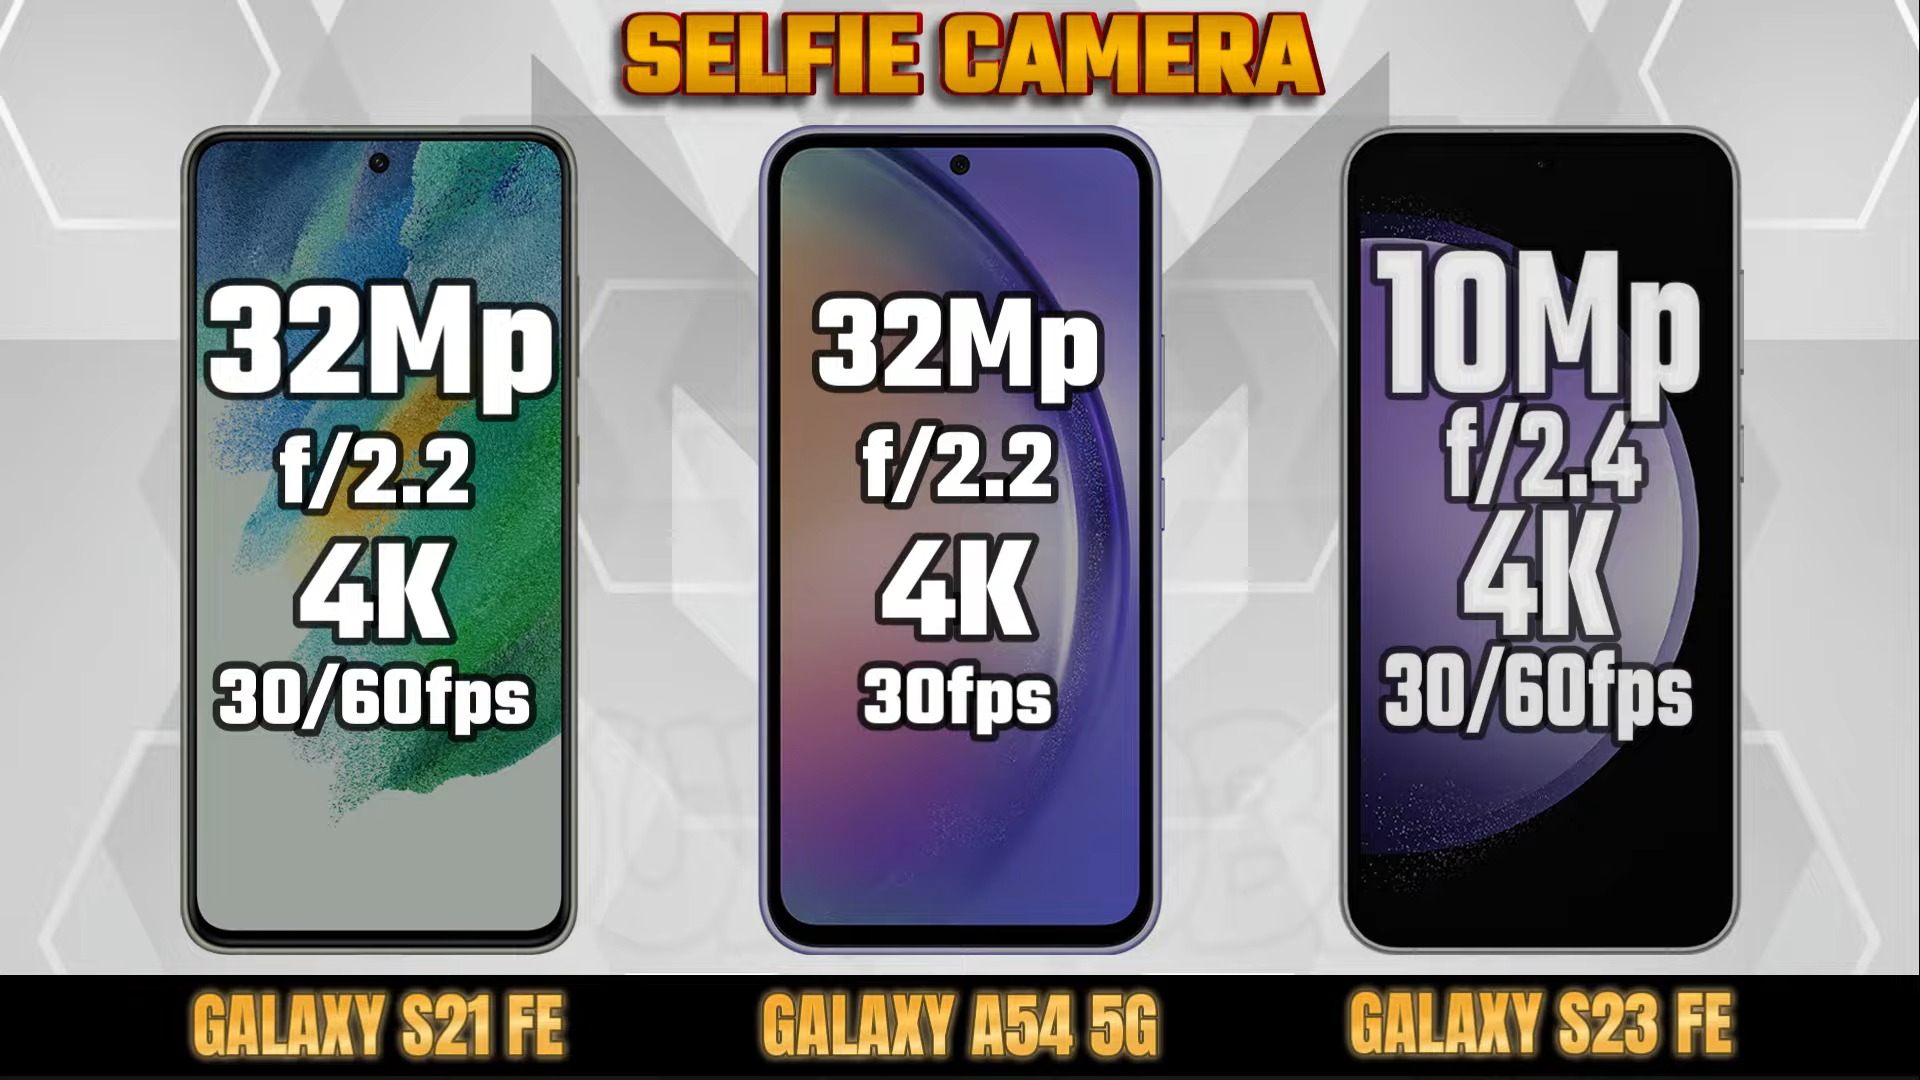 SELFIE CAMERA
32Mp
f/2.2
4K
30/60fps
32Mp
f/2.2
4K
30fps
10Mp
f/2.4
4K
30/60fps
GALAXY S21 FE
GALAXY A54 5G
GALAXY S23 FE